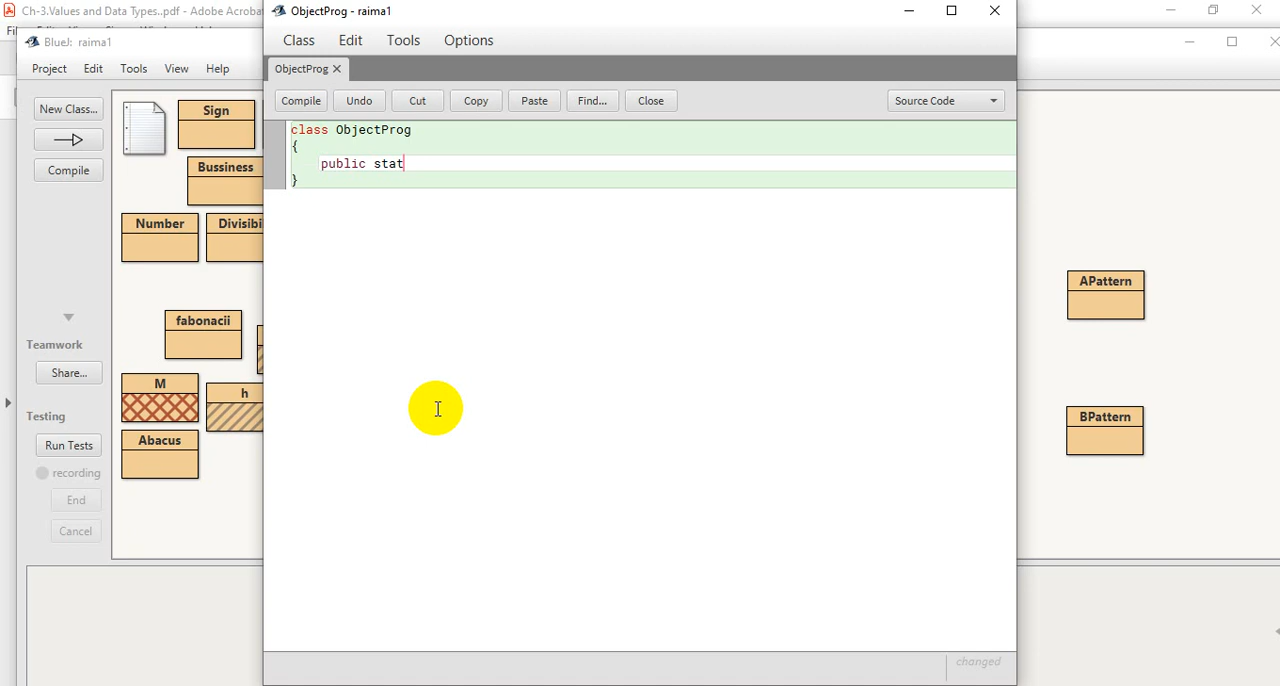 Ch-3.Values and Data Types..pdf - Adobe Acroba
BlueJ: raima1
Project Edit Tools View Help
New Class...
Compile
Teamwork
Share...
Testing
Run Tests
recording
End
Cancel
Sign
Bussiness
Number
Divisibi
fabonacii
M
h
Abacus
ObjectProg - raima1
Class Edit Tools Options
ObjectProg
Compile Undo Cut Copy Paste Find... Close Source Code
class ObjectProg
{
public stat
}
changed
APattern
BPattern